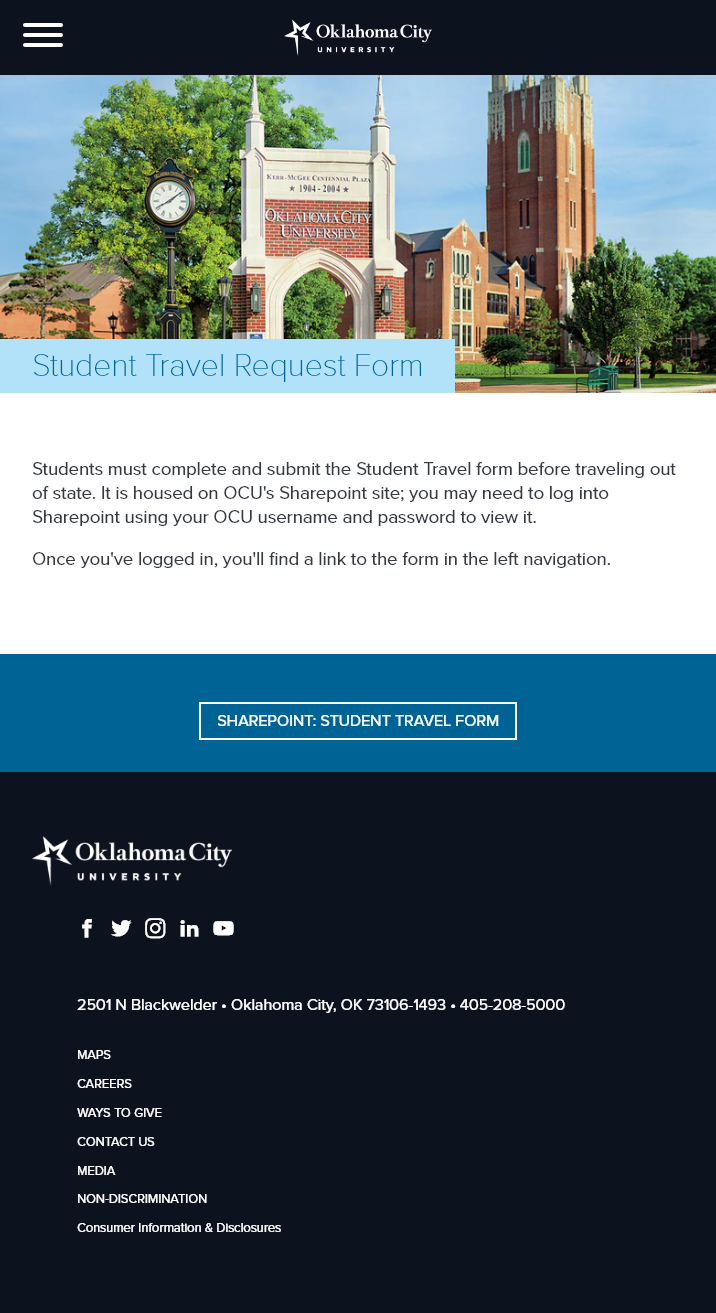 Oklahoma City
UNIVERSITY
KERR-MCGEE CENTENNIAL PLAZA
★ 1904 - 2004 ★
OKLAHOMA CITY
UNIVERSITY
Student Travel Request Form
Students must complete and submit the Student Travel form before traveling out
of state. It is housed on OCU's Sharepoint site; you may need to log into
Sharepoint using your OCU username and password to view it.
Once you've logged in, you'll find a link to the form in the left navigation.
SHAREPOINT: STUDENT TRAVEL FORM
Oklahoma City
UNIVERSITY
2501 N Blackwelder • Oklahoma City, OK 73106-1493 • 405-208-5000
MAPS
CAREERS
WAYS TO GIVE
CONTACT US
MEDIA
NON-DISCRIMINATION
Consumer Information & Disclosures